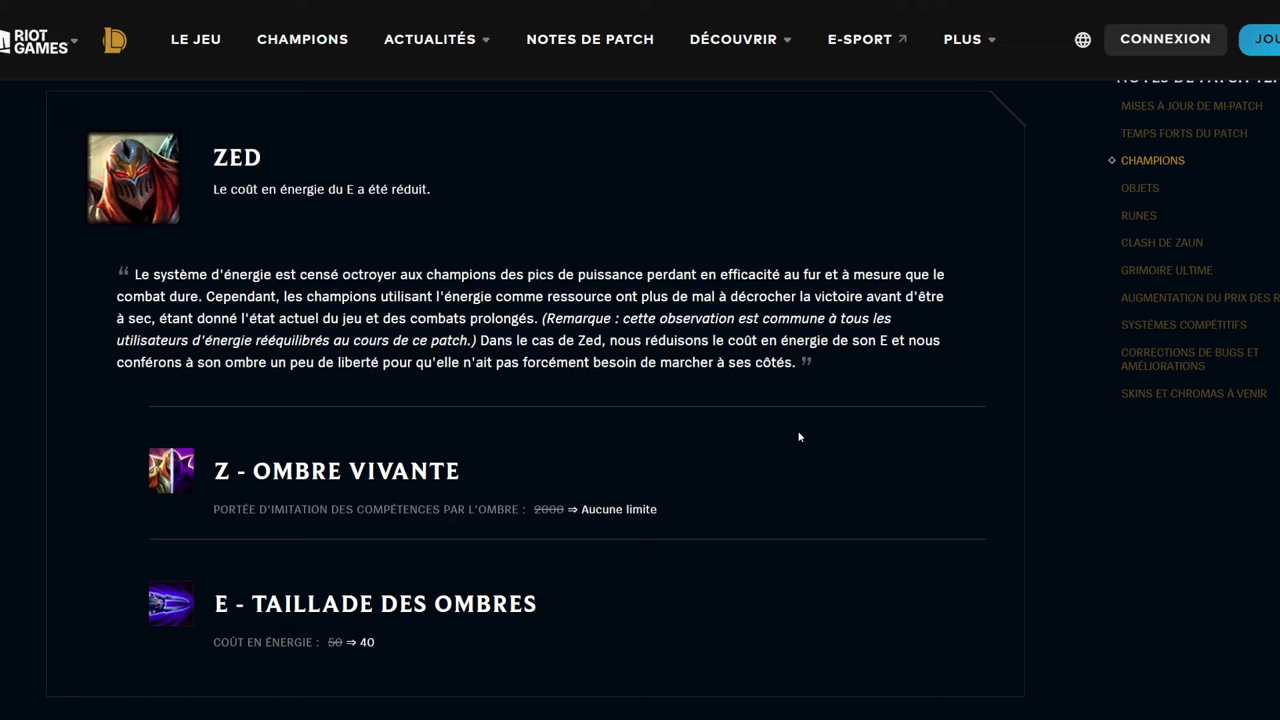 RIOT
GAMES
LE JEU
CHAMPIONS
ACTUALITÉS
NOTES DE PATCH
DÉCOUVRIR
E-SPORT
PLUS
CONNEXION
JOU
ZED
Le coût en énergie du E a été réduit.
“ Le système d'énergie est censé octroyer aux champions des pics de puissance perdant en efficacité au fur et à mesure que le
combat dure. Cependant, les champions utilisant l'énergie comme ressource ont plus de mal à décrocher la victoire avant d'être
à sec, étant donné l'état actuel du jeu et des combats prolongés. (Remarque : cette observation est commune à tous les
utilisateurs d'énergie rééquilibrés au cours de ce patch.) Dans le cas de Zed, nous réduisons le coût en énergie de son E et nous
conférons à son ombre un peu de liberté pour qu'elle n'ait pas forcément besoin de marcher à ses côtés. ”
Z - OMBRE VIVANTE
PORTÉE D'IMITATION DES COMPÉTENCES PAR L'OMBRE : 2000 ⇒ Aucune limite
E - TAILLADE DES OMBRES
COÛT EN ÉNERGIE : 50 ⇒ 40
NOTES DE PATCH
MISES À JOUR DE MI-PATCH
TEMPS FORTS DU PATCH
CHAMPIONS
OBJETS
RUNES
CLASH DE ZAUN
GRIMOIRE ULTIME
AUGMENTATION DU PRIX DES R
SYSTÈMES COMPÉTITIFS
CORRECTIONS DE BUGS ET
AMÉLIORATIONS
SKINS ET CHROMAS À VENIR